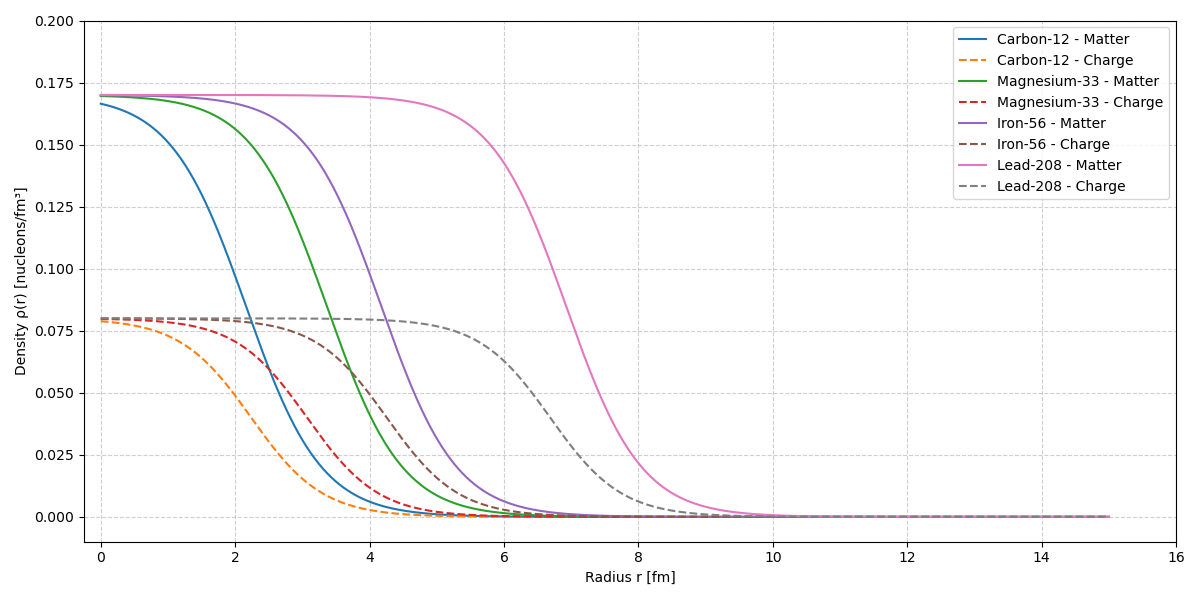 0.200
0.175
0.150
0.125
0.100
0.075
0.050
0.025
0.000
Density ρ(r) [nucleons/fm³]
Carbon-12 - Matter
Carbon-12 - Charge
Magnesium-33 - Matter
Magnesium-33 - Charge
Iron-56 - Matter
Iron-56 - Charge
Lead-208 - Matter
Lead-208 - Charge
0 2 4 6 8 10 12 14 16
Radius r [fm]